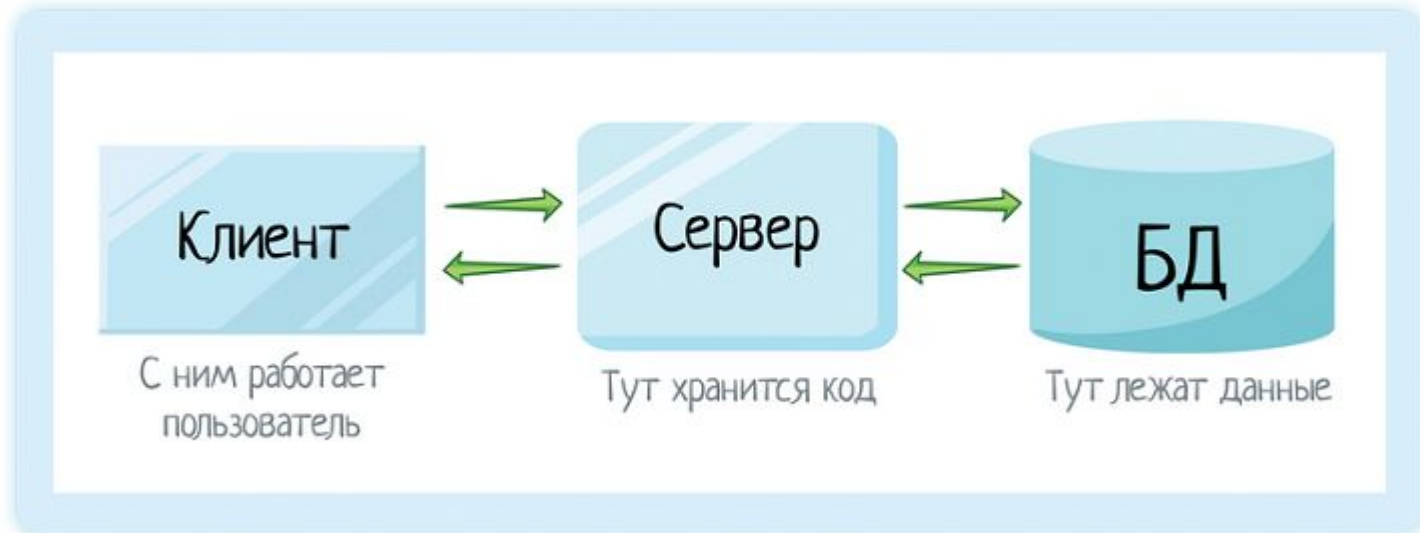 Клиент
С ним работает
пользователь
Сервер
Тут хранится код
БД
Тут лежат данные